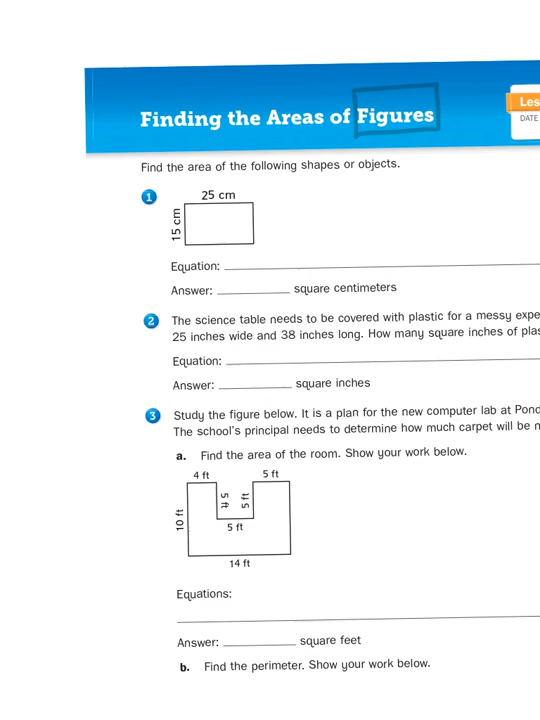 Finding the Areas of Figures
Les
DATE
Find the area of the following shapes or objects.
1
25 cm
15 cm
Equation:
Answer: square centimeters
2 The science table needs to be covered with plastic for a messy expe
25 inches wide and 38 inches long. How many square inches of plas
Equation:
Answer: square inches
3 Study the figure below. It is a plan for the new computer lab at Pond
The school's principal needs to determine how much carpet will be n
a. Find the area of the room. Show your work below.
4 ft 5 ft
5 ft 5 ft
10 ft
5 ft
14 ft
Equations:
Answer: square feet
b. Find the perimeter. Show your work below.